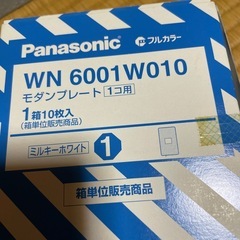 Panasonic
JIS フルカラー
WN 6001W010
モダンプレート 1コ用
1箱10枚入
(箱単位販売商品)
ミルキーホワイト 1
箱単位販売商品